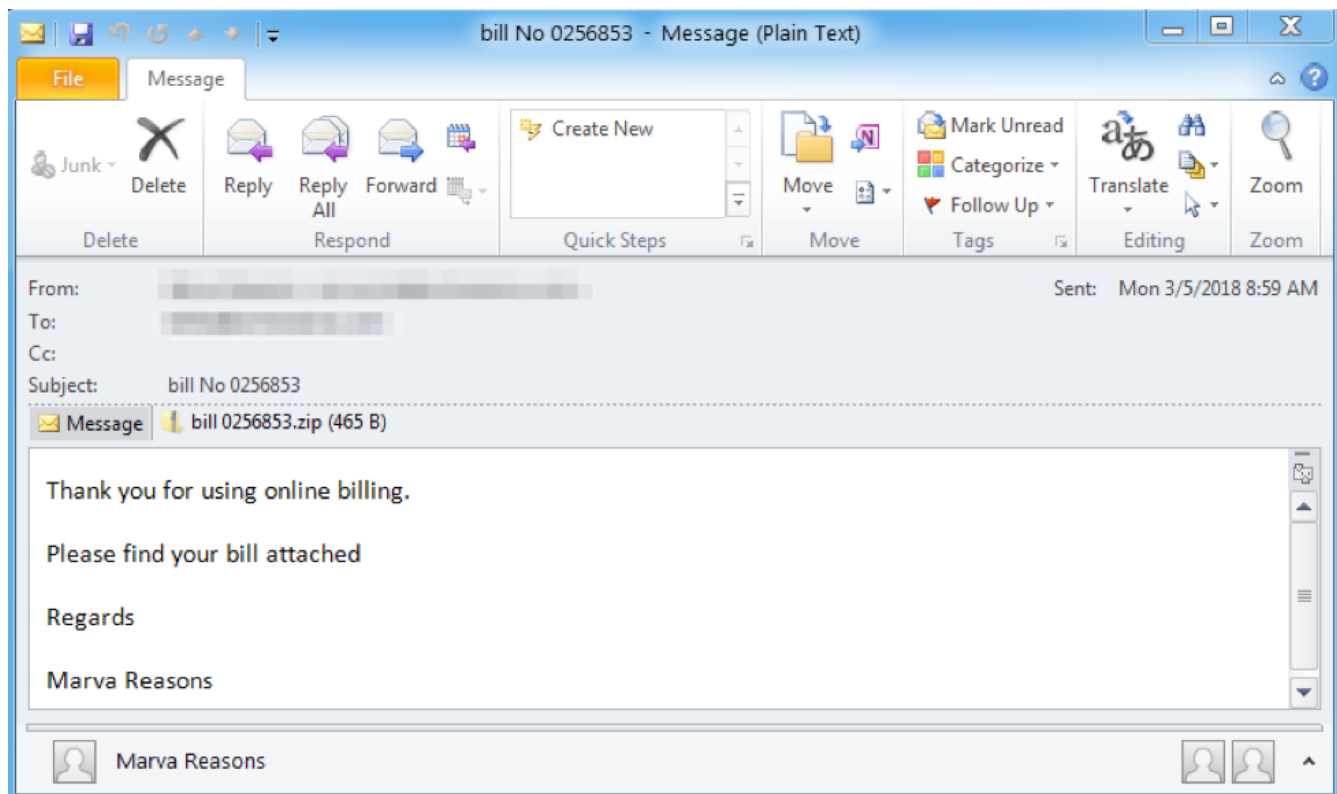 bill No 0256853 - Message (Plain Text)
File Message
Junk
Delete
Reply
Reply All
Forward
Create New
Move
Mark Unread
Categorize
Follow Up
Translate
Zoom
Delete Respond Quick Steps Move Tags Editing Zoom
From:
Sent: Mon 3/5/2018 8:59 AM
To:
Cc:
Subject: bill No 0256853
Message bill 0256853.zip (465 B)
Thank you for using online billing.
Please find your bill attached
Regards
Marva Reasons
Marva Reasons